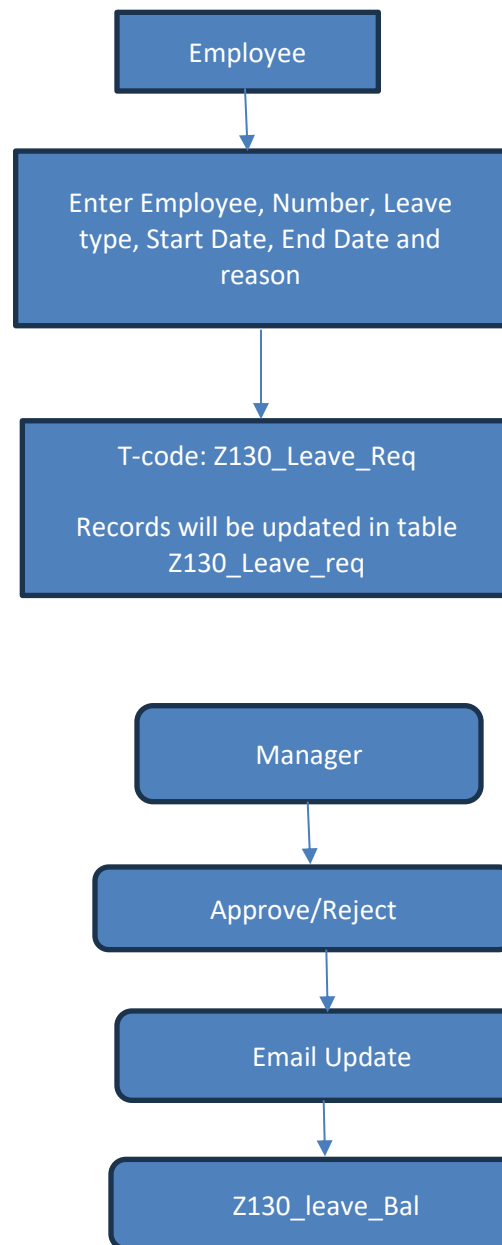 Employee
Enter Employee, Number, Leave
type, Start Date, End Date and
reason
T-code: Z130_Leave_Req
Records will be updated in table
Z130_Leave_req
Manager
Approve/Reject
Email Update
Z130_leave_Bal